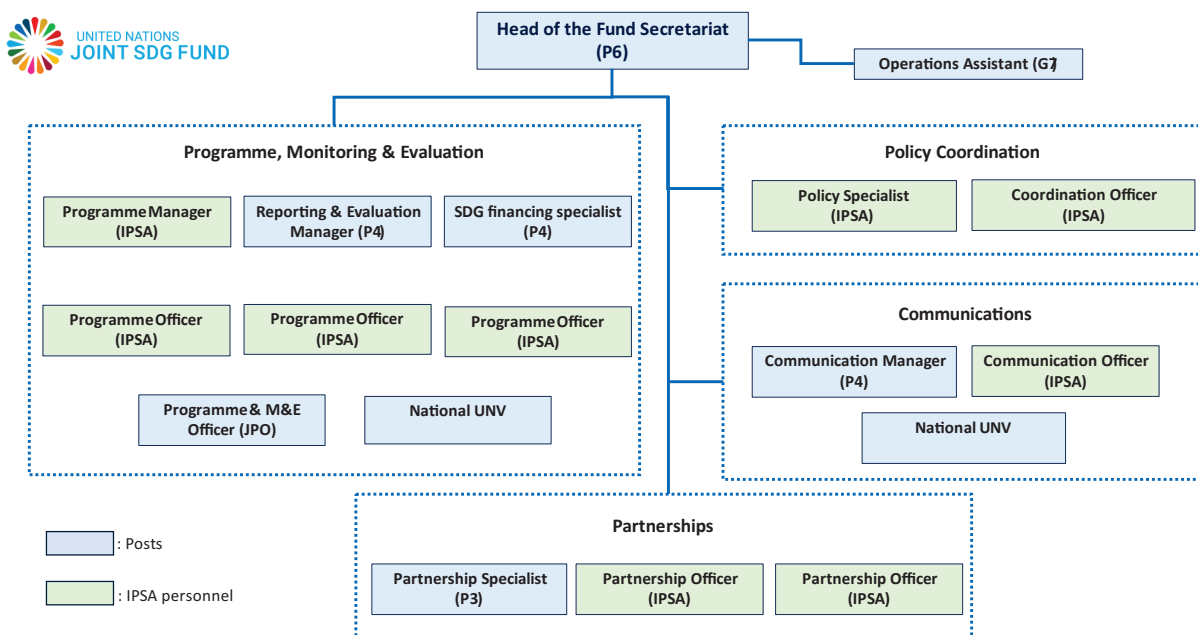 UNITED NATIONS
JOINT SDG FUND
Head of the Fund Secretariat
(P6)
Operations Assistant (G7)
Programme, Monitoring & Evaluation
Programme Manager
(IPSA)
Reporting & Evaluation
Manager (P4)
SDG financing specialist
(P4)
Programme Officer
(IPSA)
Programme Officer
(IPSA)
Programme Officer
(IPSA)
Programme & M&E
Officer (JPO)
National UNV
Policy Coordination
Policy Specialist
(IPSA)
Coordination Officer
(IPSA)
Communications
Communication Manager
(P4)
Communication Officer
(IPSA)
National UNV
Partnerships
Partnership Specialist
(P3)
Partnership Officer
(IPSA)
Partnership Officer
(IPSA)
: Posts
: IPSA personnel